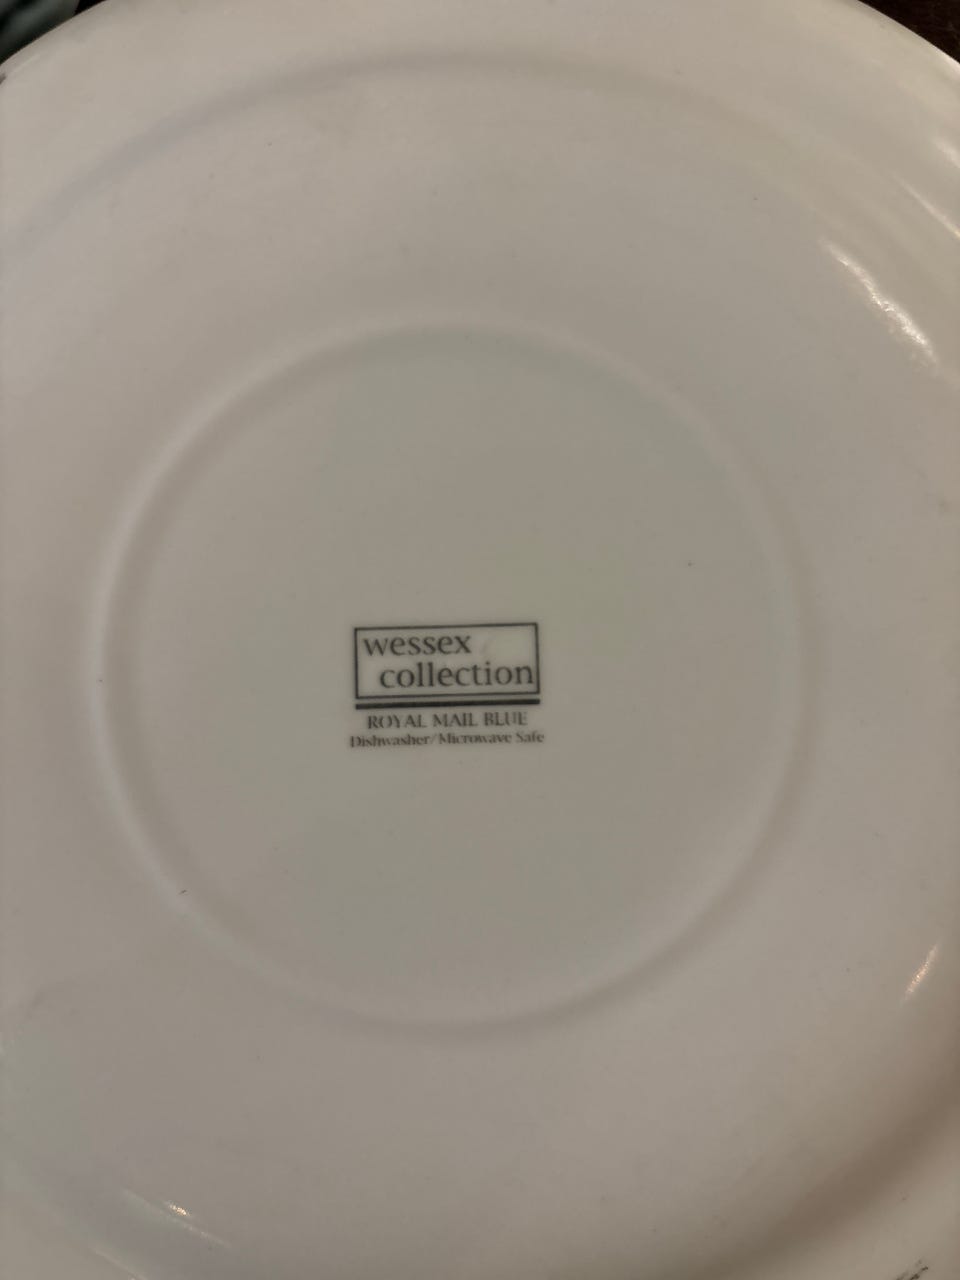 wessex
collection
ROYAL MAIL BLUE
Dishwasher/Microwave Safe